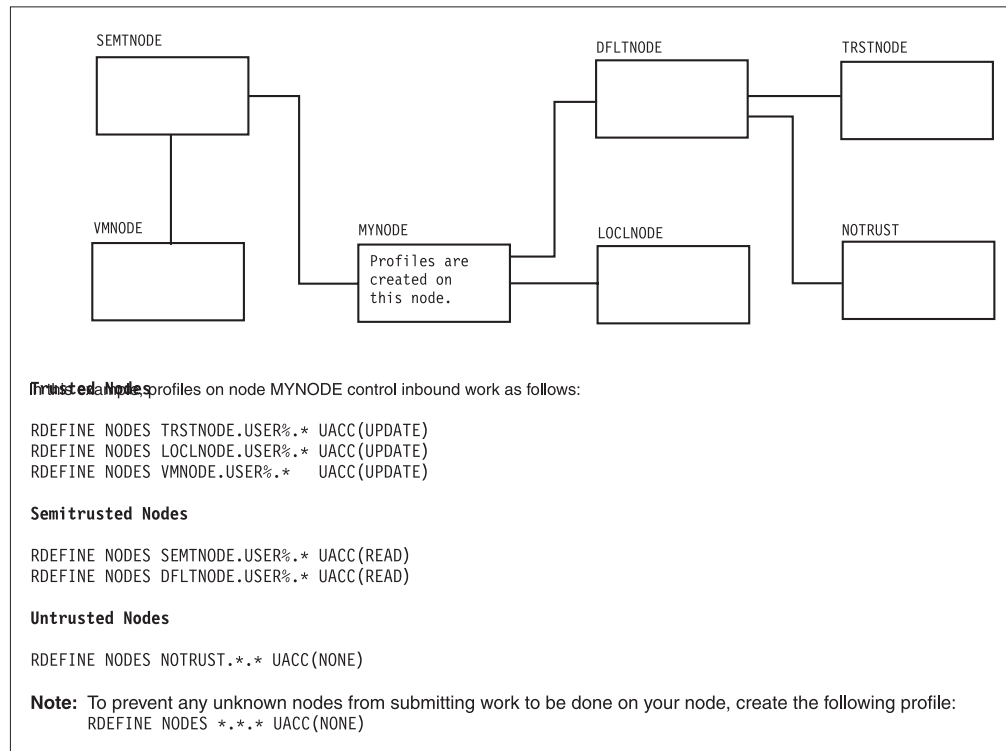 SEMTNODE
DFLTNODE
TRSTNODE
VMNODE
MYNODE
LOCLNODE
NOTRUST
Profiles are
created on
this node.
Trusted Nodes
In this example, profiles on node MYNODE control inbound work as follows:
RDEFINE NODES TRSTNODE.USER%.* UACC(UPDATE)
RDEFINE NODES LOCLNODE.USER%.* UACC(UPDATE)
RDEFINE NODES VMNODE.USER%.* UACC(UPDATE)
Semitrusted Nodes
RDEFINE NODES SEMTNODE.USER%.* UACC(READ)
RDEFINE NODES DFLTNODE.USER%.* UACC(READ)
Untrusted Nodes
RDEFINE NODES NOTRUST.*.* UACC(NONE)
Note: To prevent any unknown nodes from submitting work to be done on your node, create the following profile:
RDEFINE NODES *.*.* UACC(NONE)